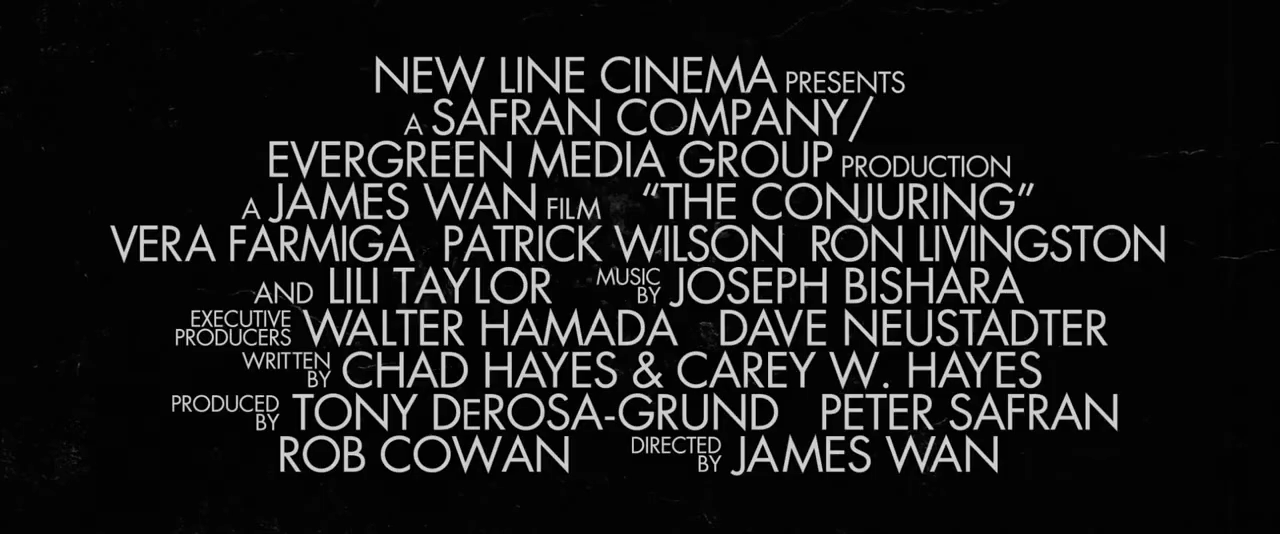 NEW LINE CINEMA PRESENTS
A SAFRAN COMPANY/
EVERGREEN MEDIA GROUP PRODUCTION
A JAMES WAN FILM “THE CONJURING”
VERA FARMIGA PATRICK WILSON RON LIVINGSTON
AND LILI TAYLOR MUSIC BY JOSEPH BISHARA
EXECUTIVE PRODUCERS WALTER HAMADA DAVE NEUSTADTER
WRITTEN BY CHAD HAYES & CAREY W. HAYES
PRODUCED BY TONY DeROSA-GRUND PETER SAFRAN
ROB COWAN DIRECTED BY JAMES WAN